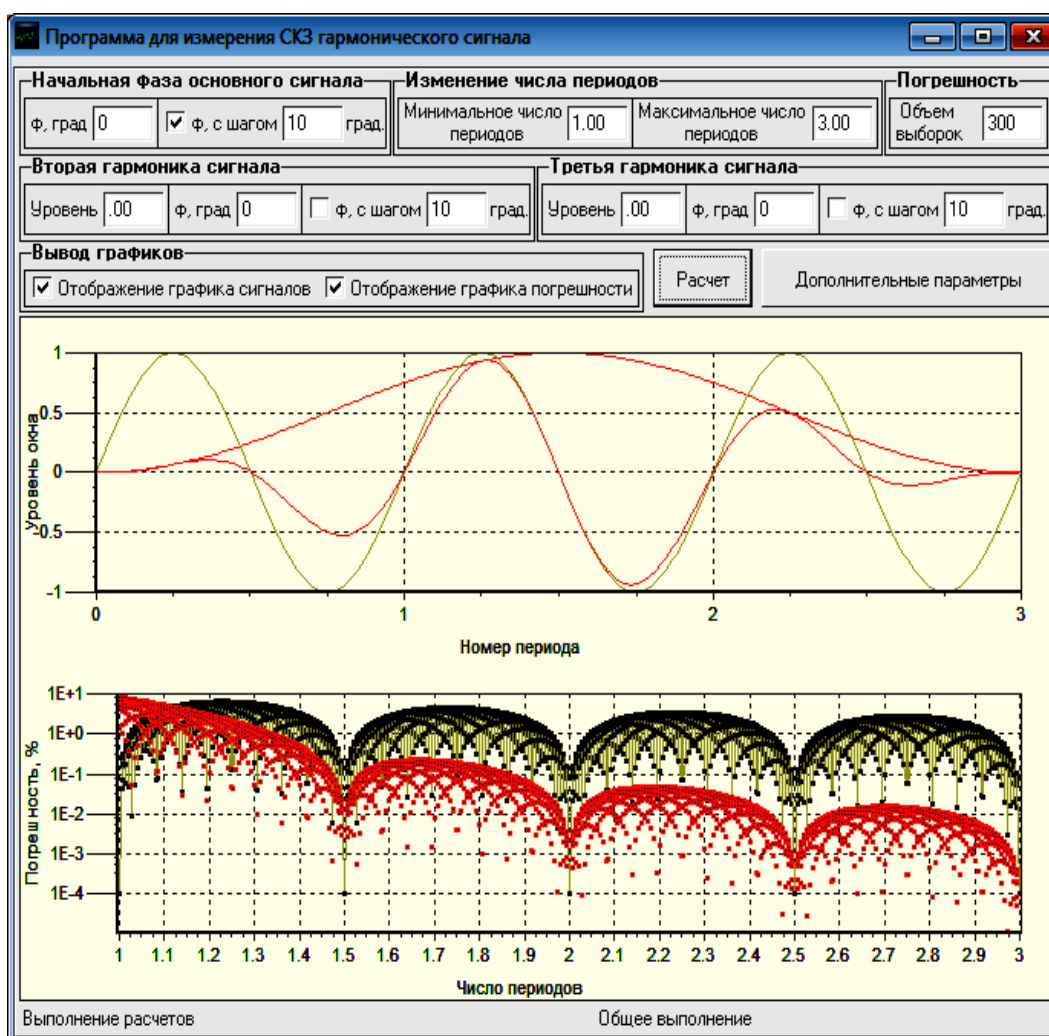 Программа для измерения СКЗ гармонического сигнала
Начальная фаза основного сигнала
Изменение числа периодов
Погрешность
Ф, град 0
Ф, с шагом 10 град.
Минимальное число периодов 1.00
Максимальное число периодов 3.00
Объем выборок 300
Вторая гармоника сигнала
Третья гармоника сигнала
Уровень .00 Ф, град 0 Ф, с шагом 10 град.
Уровень .00 Ф, град 0 Ф, с шагом 10 град.
Вывод графиков
Отображение графика сигналов Отображение графика погрешности
Расчет
Дополнительные параметры
Уровень окна
1
0.5
0
-0.5
-1
0 1 2 3
Номер периода
Погрешность, %
1E+1
1E+0
1E-1
1E-2
1E-3
1E-4
1 1.1 1.2 1.3 1.4 1.5 1.6 1.7 1.8 1.9 2 2.1 2.2 2.3 2.4 2.5 2.6 2.7 2.8 2.9 3
Число периодов
Выполнение расчетов
Общее выполнение